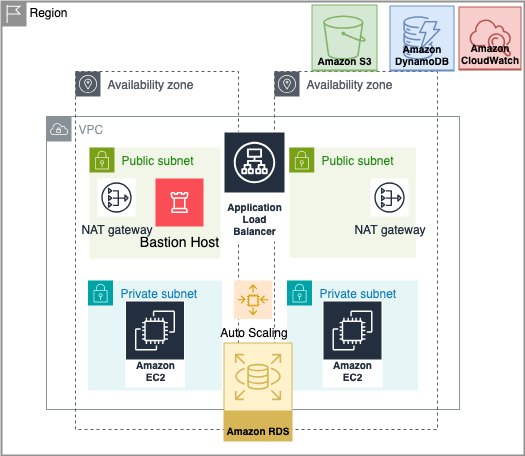 Region
Amazon S3
Amazon
DynamoDB
Amazon
CloudWatch
Availability zone
Availability zone
VPC
Public subnet
Public subnet
NAT gateway
Bastion Host
Application
Load
Balancer
NAT gateway
Private subnet
Private subnet
Auto Scaling
Amazon
EC2
Amazon
EC2
Amazon RDS